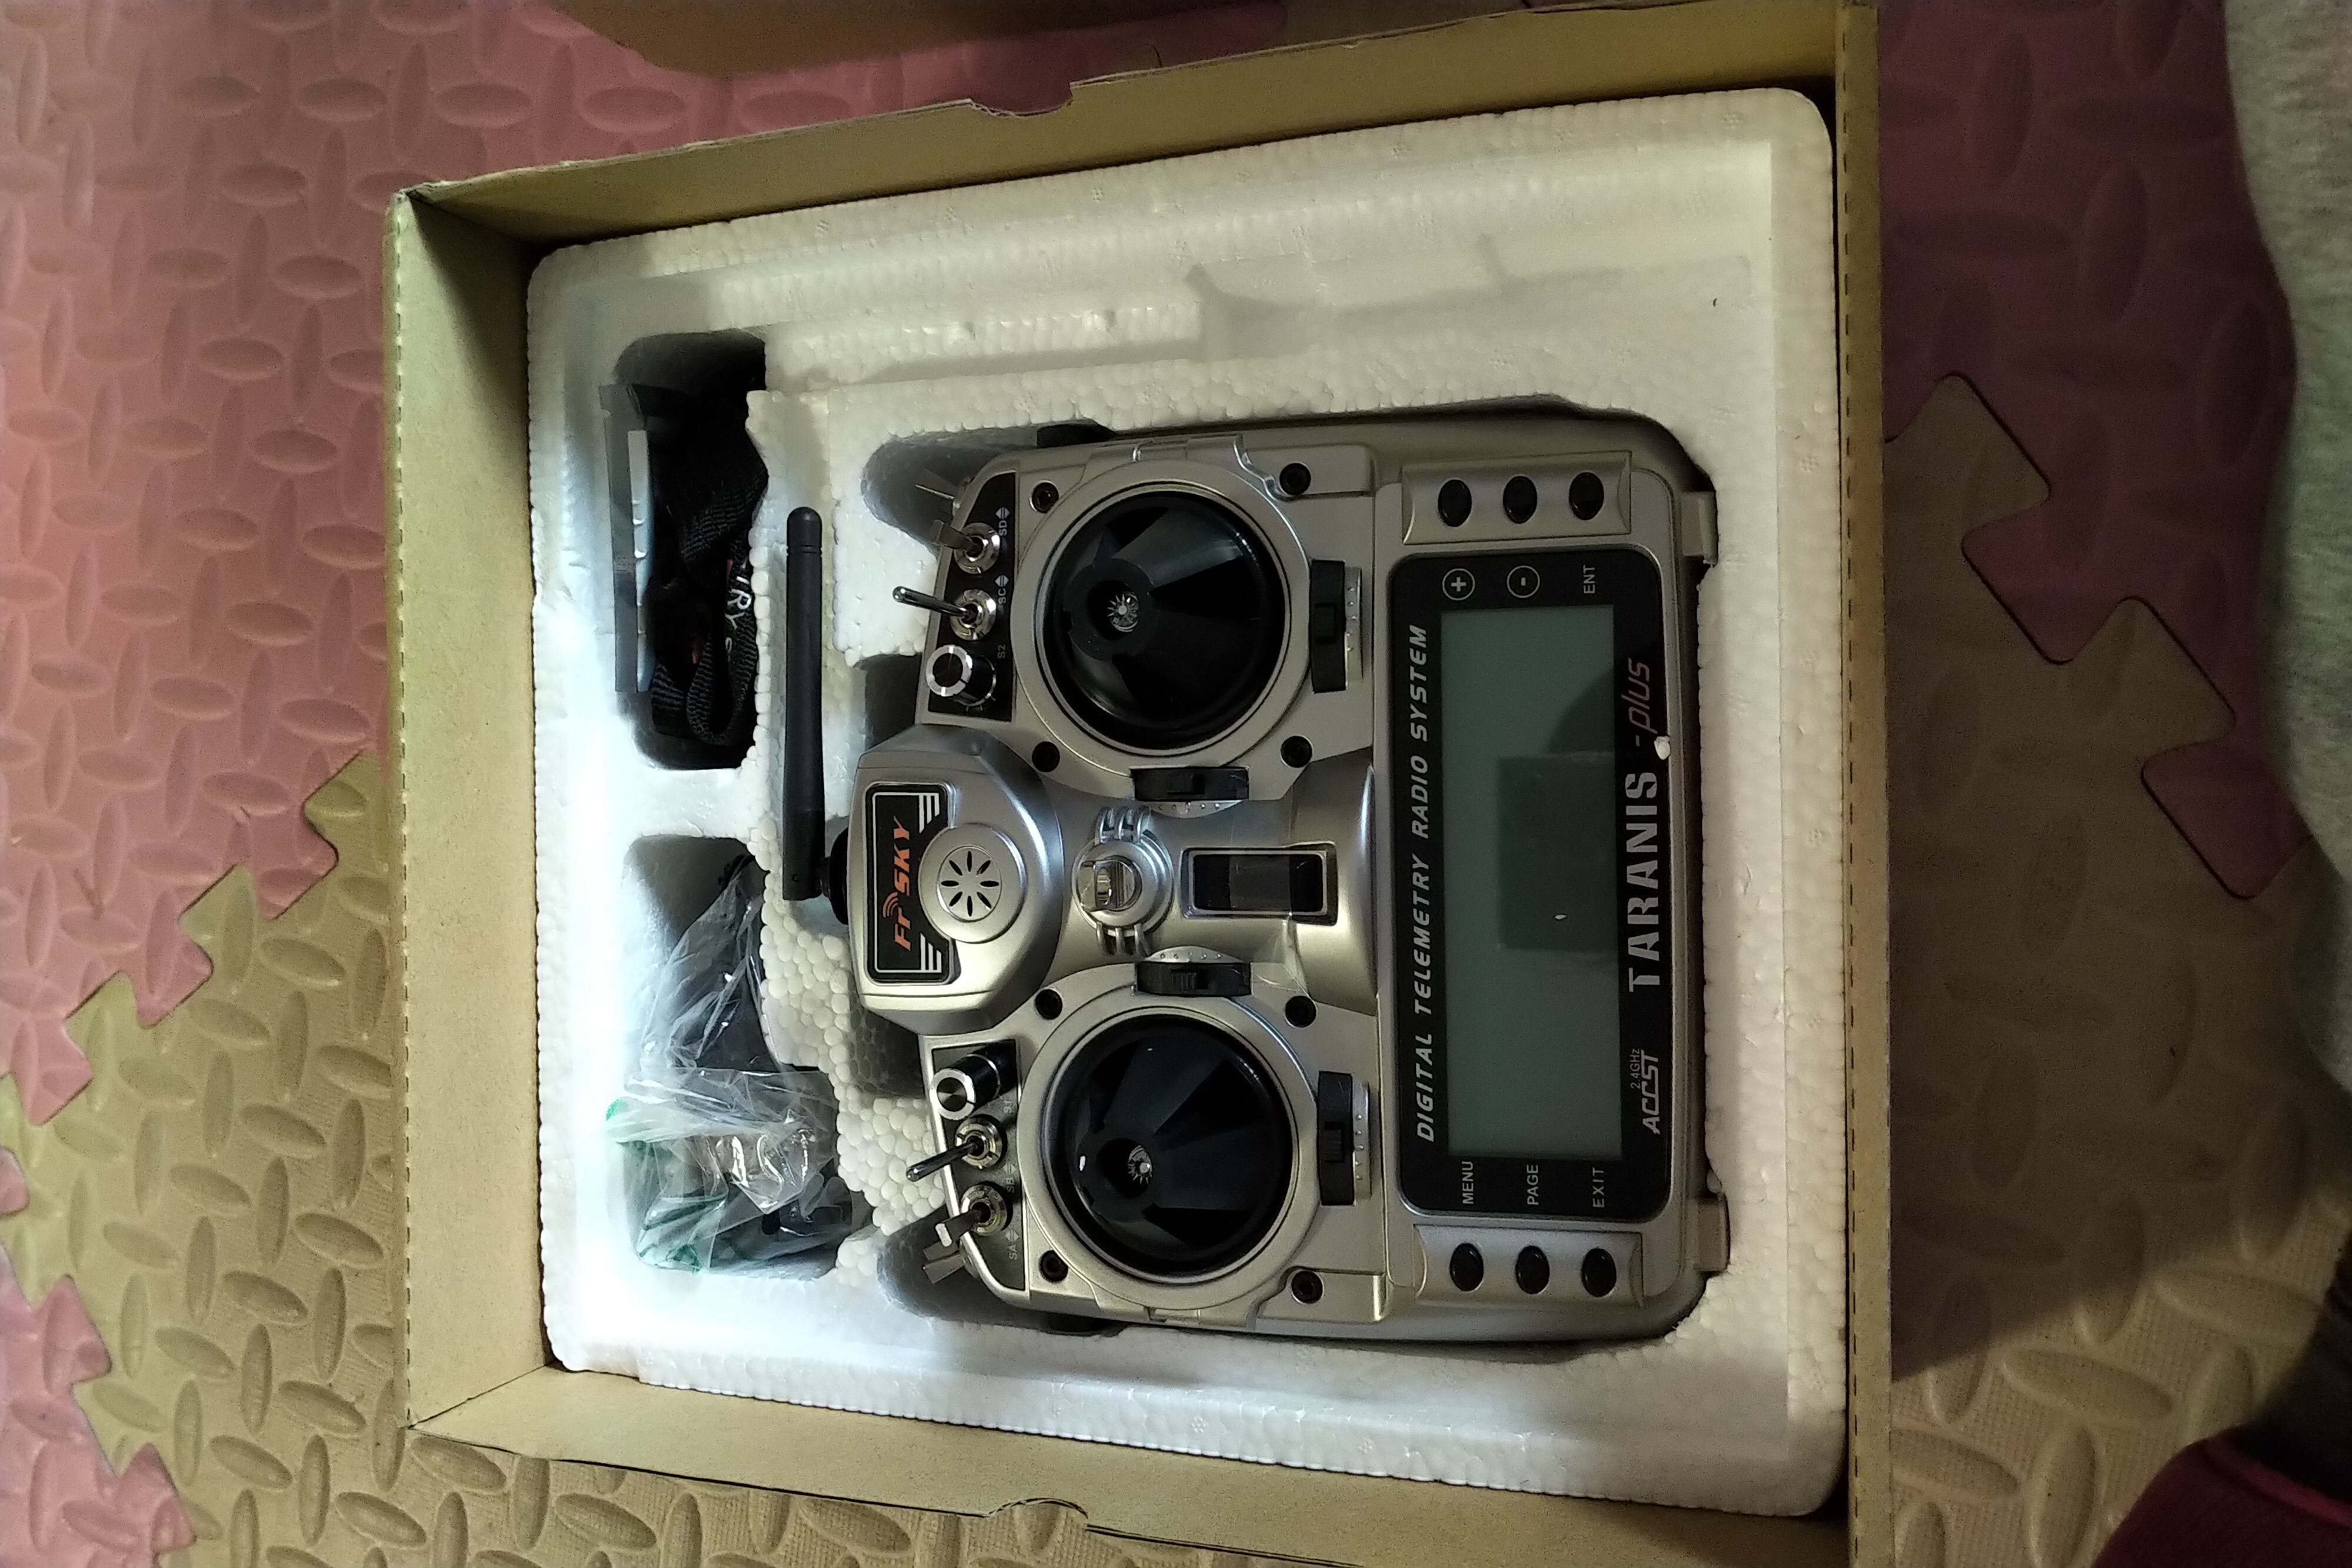 FrSKY
SA
SB
S1
S2
SC
SD
DIGITAL TELEMETRY RADIO SYSTEM
MENU
PAGE
EXIT
+
-
ENT
ACCST 2.4GHz
TARANIS -plus